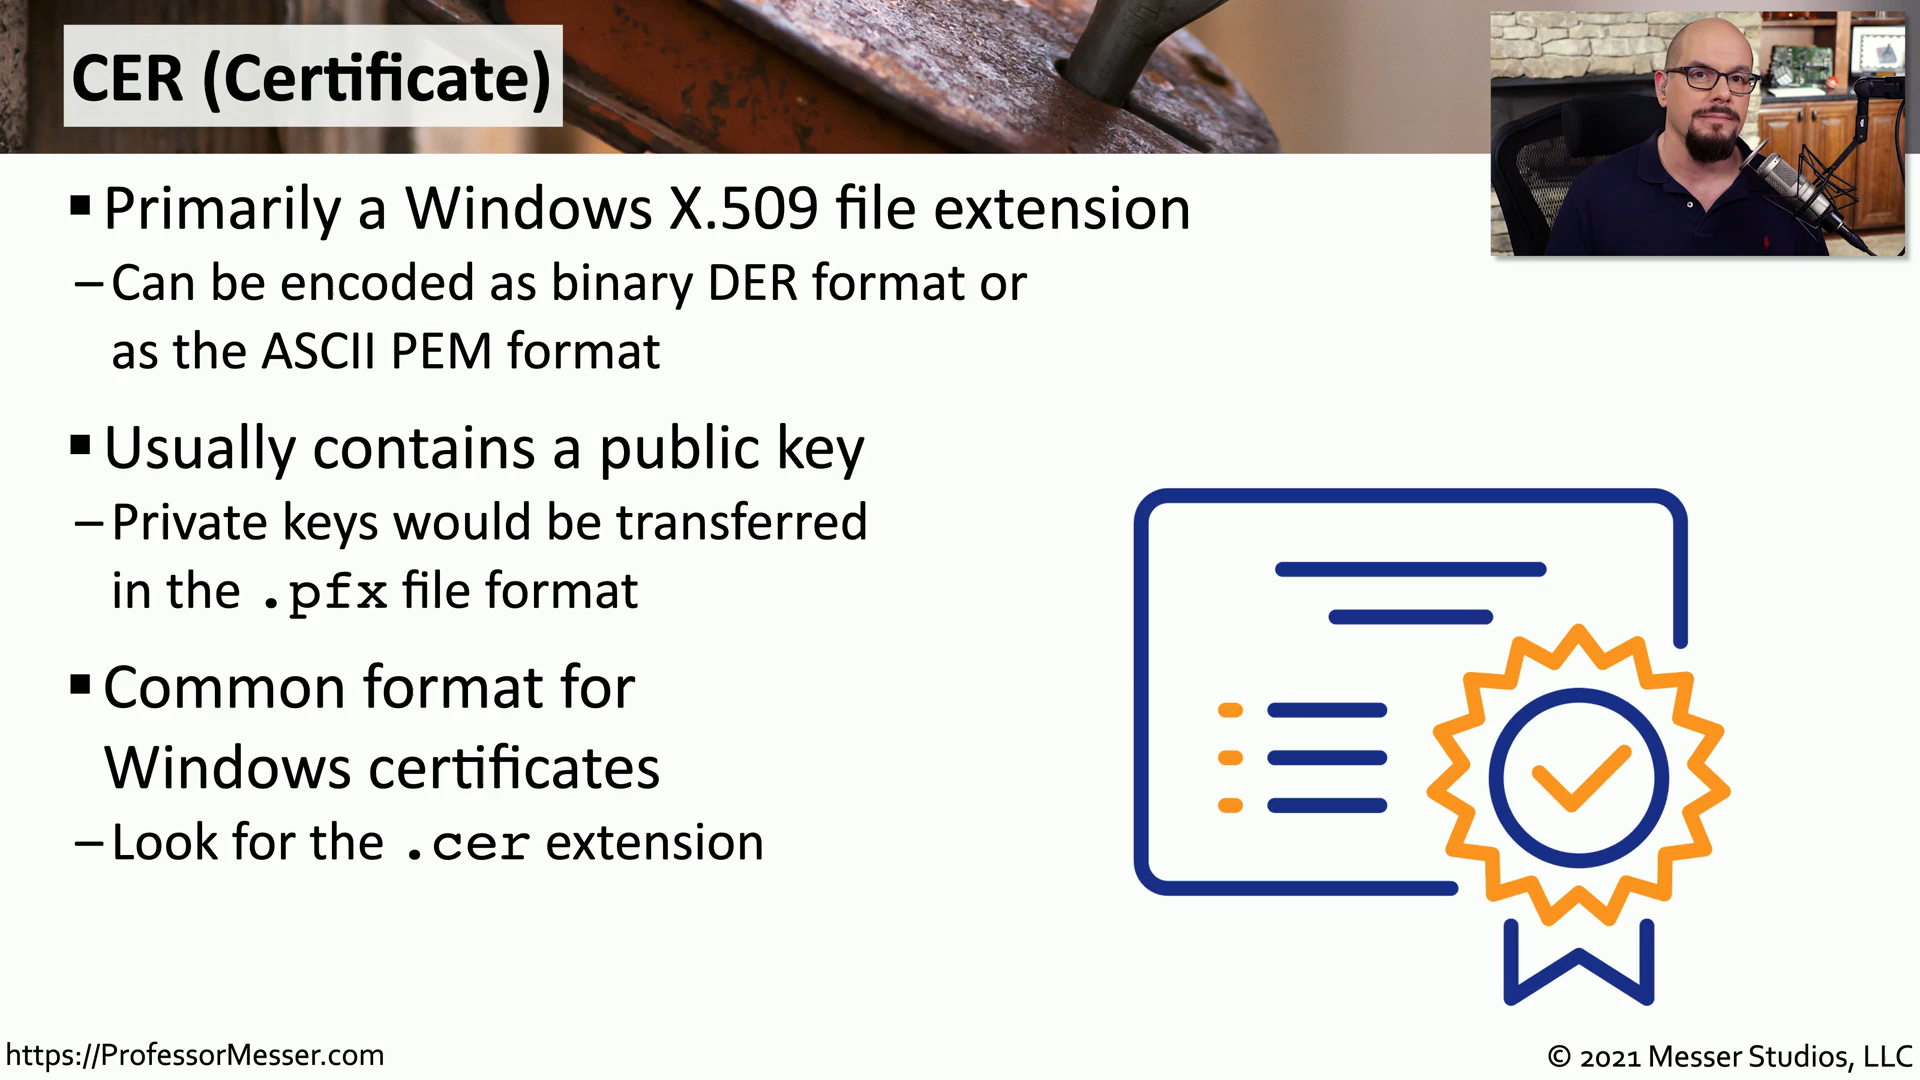 CER (Certificate)
▪ Primarily a Windows X.509 file extension
– Can be encoded as binary DER format or
as the ASCII PEM format
▪ Usually contains a public key
– Private keys would be transferred
in the .pfx file format
▪ Common format for
Windows certificates
– Look for the .cer extension
https://ProfessorMesser.com
© 2021 Messer Studios, LLC